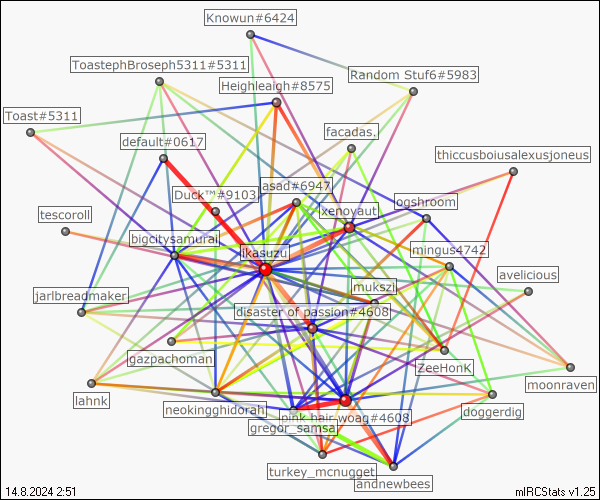 Knowun#6424
ToastephBroseph5311#5311
Random Stuf6#5983
Heighleaigh#8575
Toast#5311
facadas.
default#0617
thiccusboiusalexusjoneus
asad#6947
Duck™#9103
ogshroom
xenoyaut
tescoroll
bigcitysamurai
mingus4742
ikasuzu
avelicious
mukszi
jarlbreadmaker
disaster of passion#4608
gazpachoman
ZeeHonK
moonraven
lahnk
neokingghidorah
doggerdig
pink hair woag#4608
gregor_samsa
turkey_mcnugget
andnewbees
14.8.2024 2:51
mIRCStats v1.25